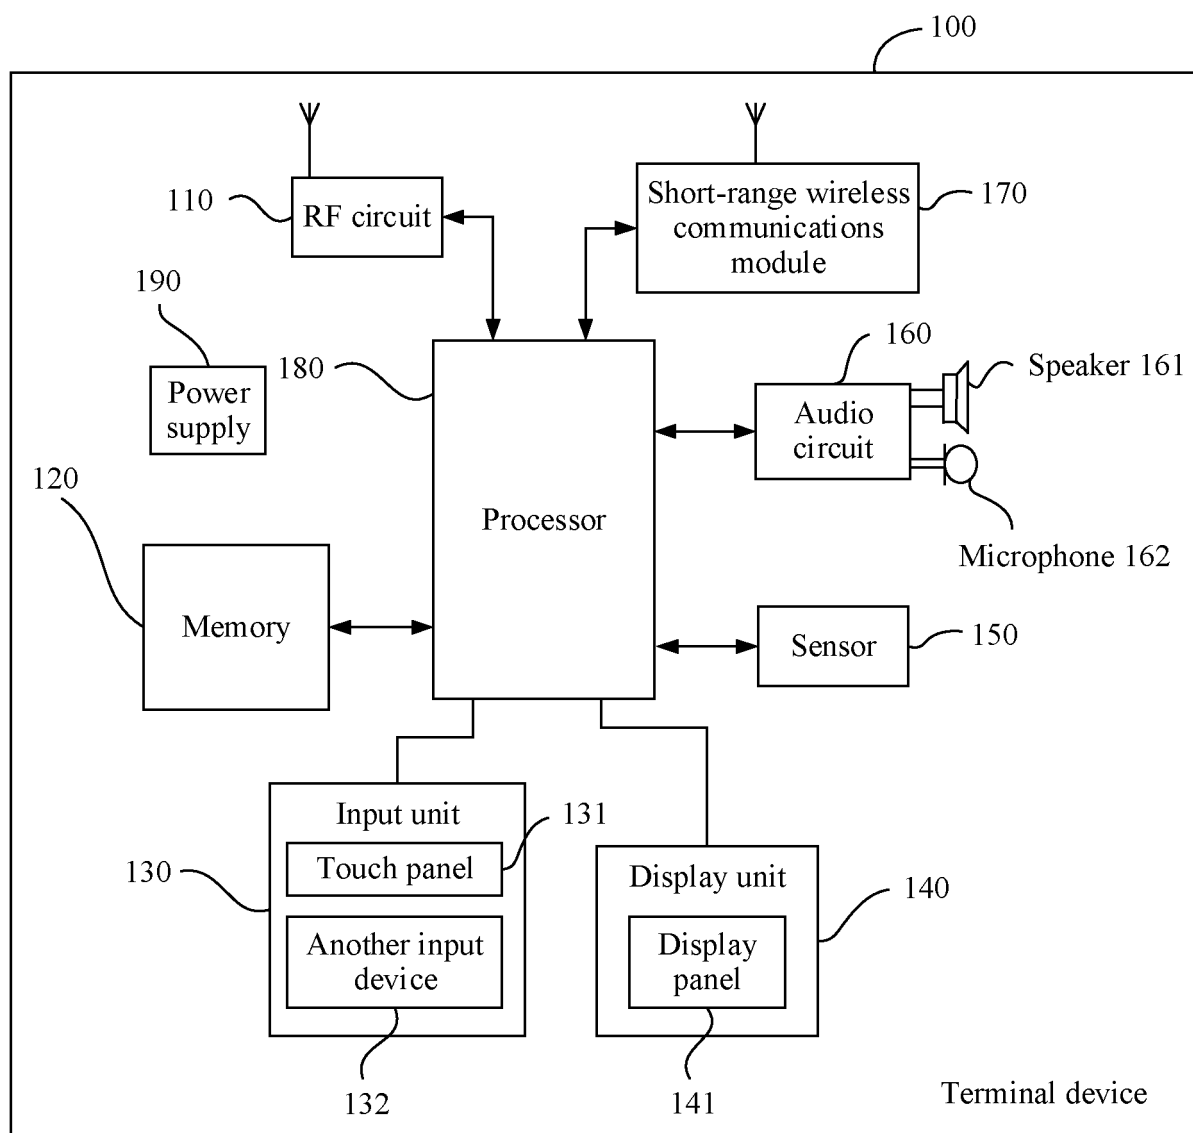 100
110
RF circuit
Short-range wireless
communications
module
170
190
Power
supply
180
160
Audio
circuit
Speaker 161
120
Processor
Microphone 162
Memory
Sensor
150
Input unit
131
Touch panel
130
Another input
device
132
Display unit
140
Display
panel
141
Terminal device